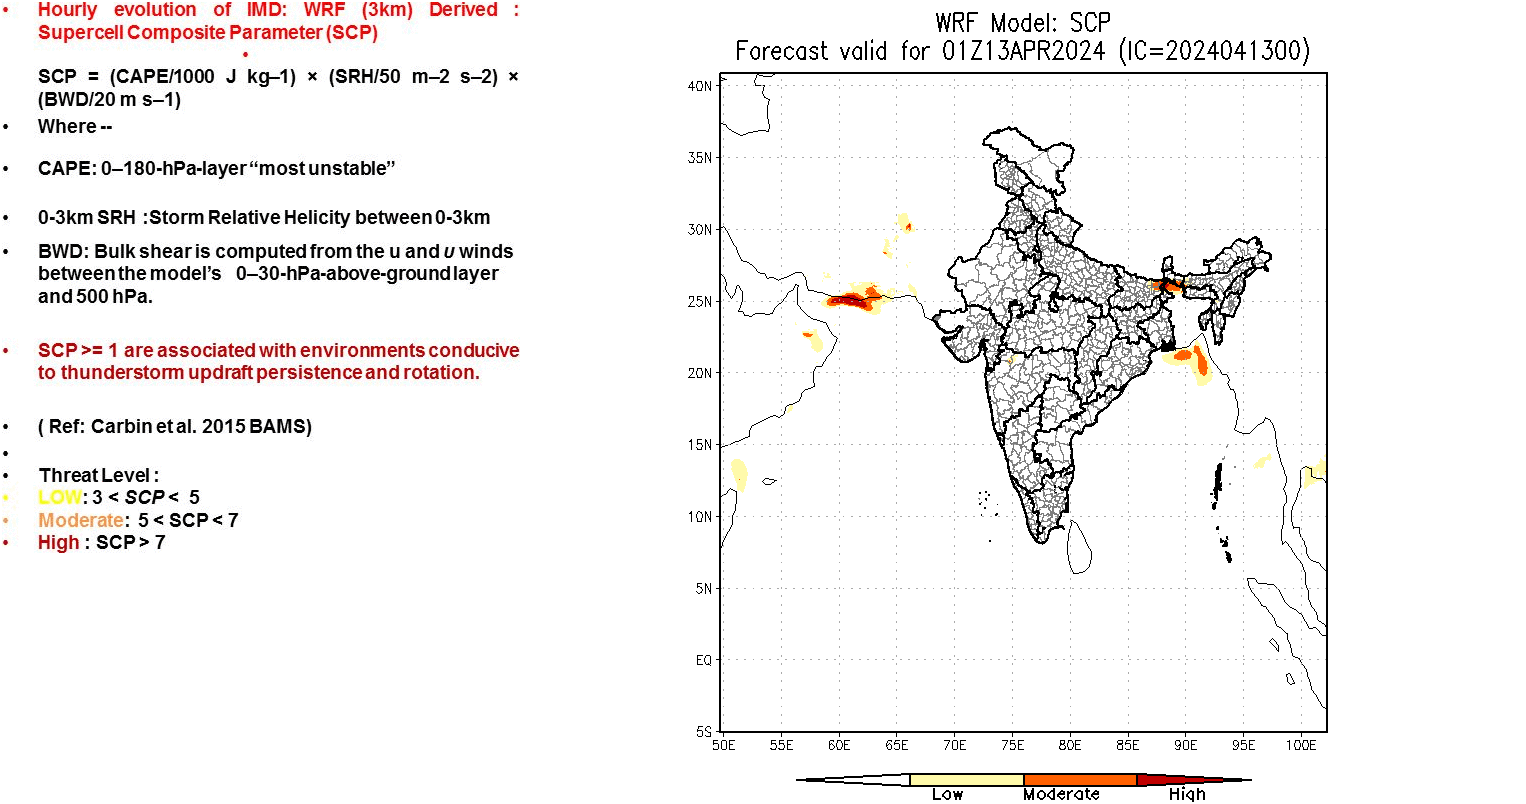 • Hourly evolution of IMD: WRF (3km) Derived :
Supercell Composite Parameter (SCP)
•
SCP = (CAPE/1000 J kg–1) × (SRH/50 m–2 s–2) ×
(BWD/20 m s–1)
• Where --
• CAPE: 0–180-hPa-layer “most unstable”
• 0-3km SRH :Storm Relative Helicity between 0-3km
• BWD: Bulk shear is computed from the u and υ winds
between the model’s 0–30-hPa-above-ground layer
and 500 hPa.
• SCP >= 1 are associated with environments conducive
to thunderstorm updraft persistence and rotation.
• ( Ref: Carbin et al. 2015 BAMS)
•
• Threat Level :
• LOW: 3 < SCP < 5
• Moderate: 5 < SCP < 7
• High : SCP > 7
WRF Model: SCP
Forecast valid for 01Z13APR2024 (IC=2024041300)
40N
35N
30N
25N
20N
15N
10N
5N
EQ
5S
50E 55E 60E 65E 70E 75E 80E 85E 90E 95E 100E
Low Moderate High